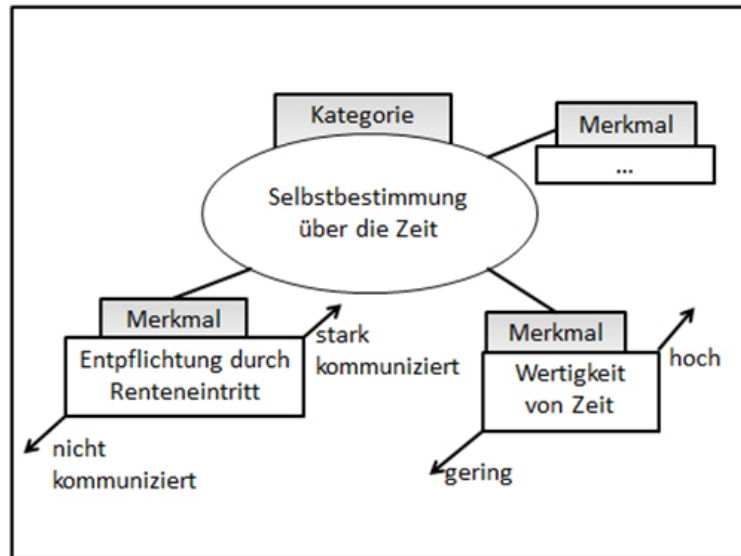 Kategorie
Selbstbestimmung
über die Zeit
Merkmal
...
Merkmal
Entpflichtung durch
Renteneintritt
stark
kommuniziert
nicht
kommuniziert
Merkmal
Wertigkeit
von Zeit
hoch
gering